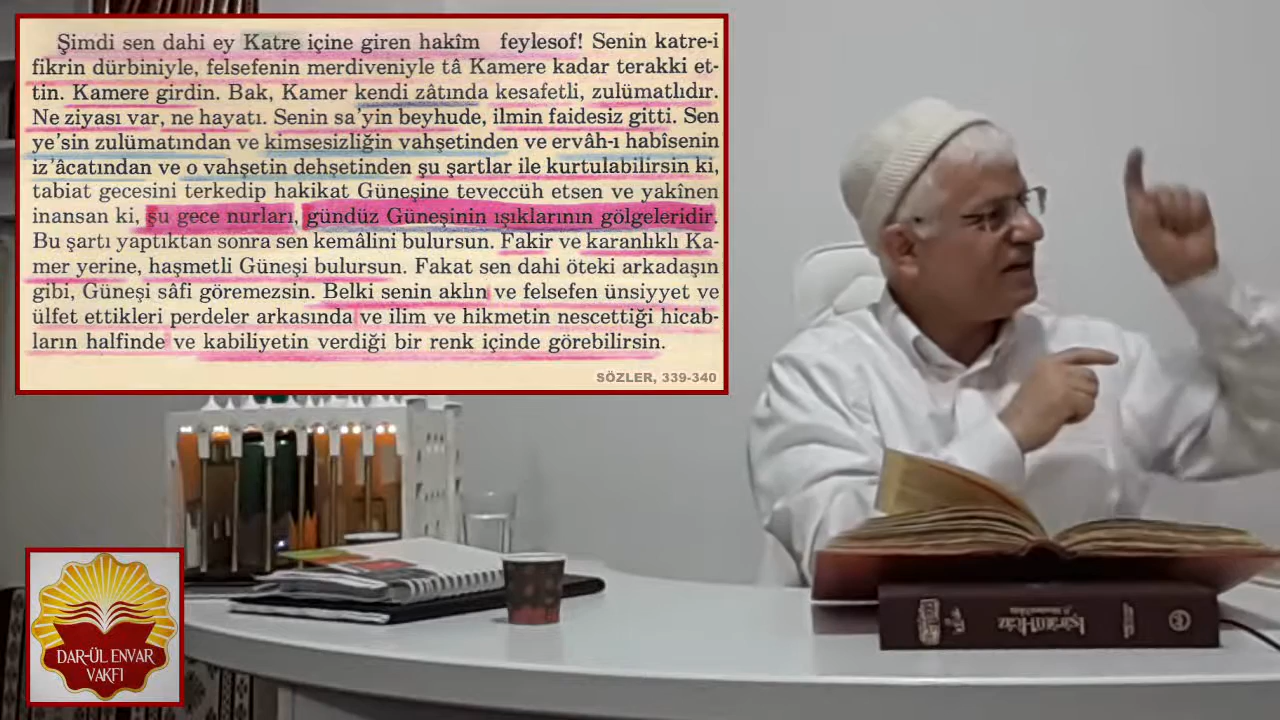 Şimdi sen dahi ey Katre içine giren hakîm feylesof! Senin katre-i
fikrin dürbiniyle, felsefenin merdiveniyle tâ Kamere kadar terakki et-
tin. Kamere girdin. Bak, Kamer kendi zâtında kesafetli, zulümatlıdır.
Ne ziyası var, ne hayatı. Senin sa'yin beyhude, ilmin faidesiz gitti. Sen
ye'sin zulümatından ve kimsesizliğin vahşetinden ve ervâh-ı habîsenin
iz'âcatından ve o vahşetin dehşetinden şu şartlar ile kurtulabilirsin ki,
tabiat gecesini terkedip hakikat Güneşine teveccüh etsen ve yakînen
inansan ki, şu gece nurları, gündüz Güneşinin ışıklarının gölgeleridir.
Bu şartı yaptıktan sonra sen kemâlini bulursun. Fakir ve karanlıklı Ka-
mer yerine, haşmetli Güneşi bulursun. Fakat sen dahi öteki arkadaşın
gibi, Güneşi sâfi göremezsin. Belki senin aklın ve felsefen ünsiyyet ve
ülfet ettikleri perdeler arkasında ve ilim ve hikmetin nescettiği hicab-
ların halfinde ve kabiliyetin verdiği bir renk içinde görebilirsin.
SÖZLER, 339-340
DAR-ÜL ENVAR
VAKFI